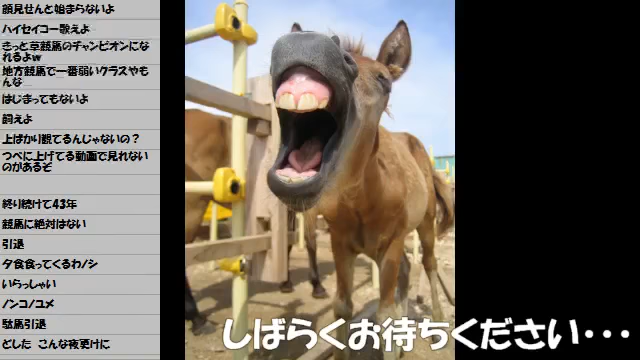 顔見せんと始まらないよ
ハイセイコー歌えよ
きっと草競馬のチャンピオンにな
れるよw
地方競馬で一番弱いクラスやも
んな
はじまってもないよ
飼えよ
上ばかり観てるんじゃないの？
つべに上げてる動画で見れない
のがあるぞ
終り続けて43年
競馬に絶対はない
引退
夕食食ってくるわノシ
いらっしゃい
ノンコノユメ
駄馬引退
どした こんな夜更けに
しばらくお待ちください・・・